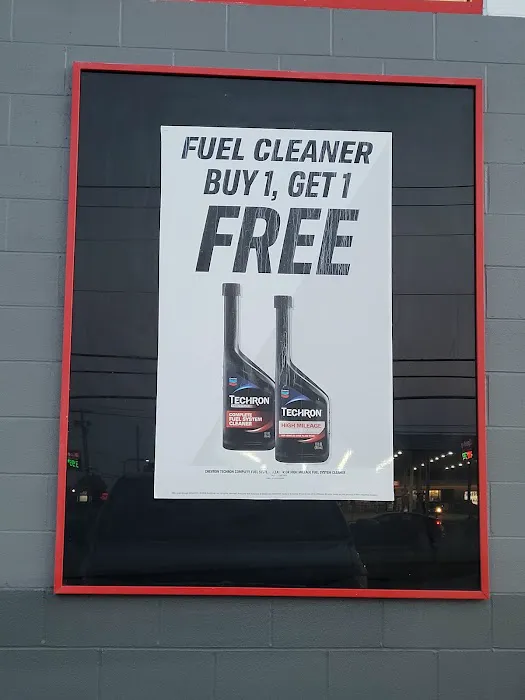 FUEL CLEANER
BUY 1, GET 1
FREE
TECHRON
COMPLETE
FUEL SYSTEM
CLEANER
TECHRON
HIGH MILEAGE